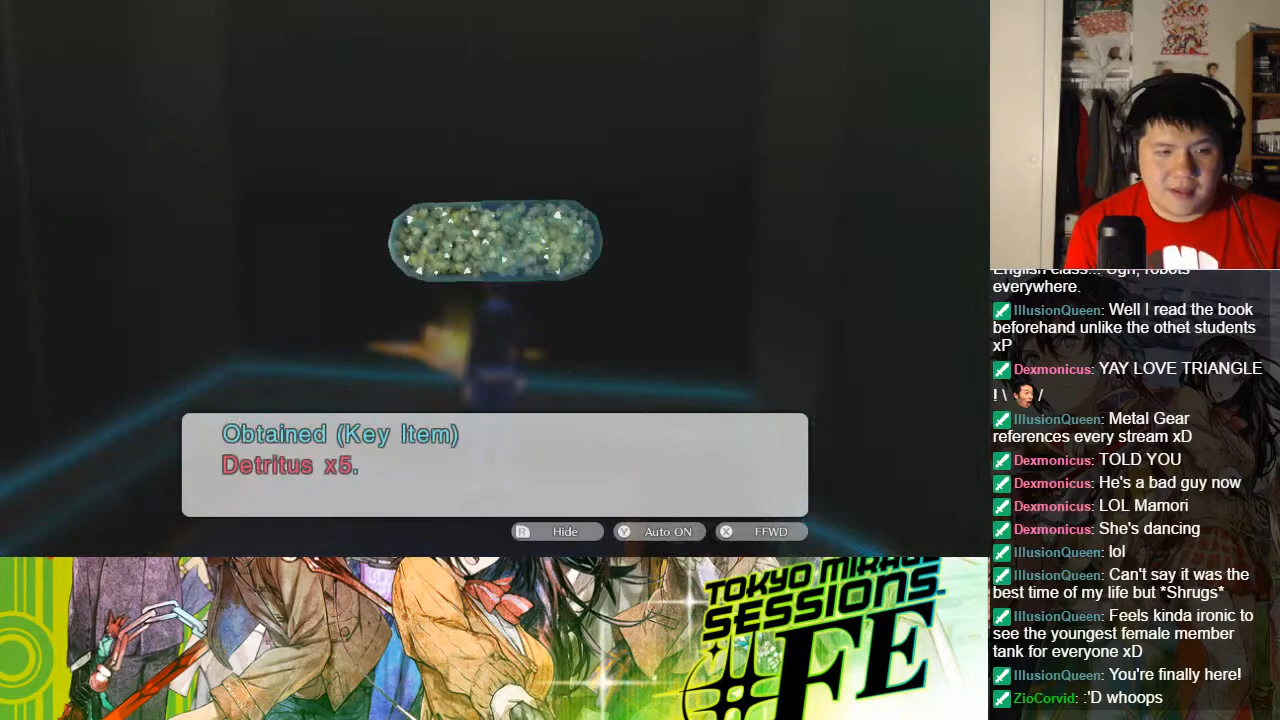 Obtained (Key Item)
Detritus x5.
R Hide
Y Auto ON
X FFWD
TOKYO MIRAGE
SESSIONS
#FE
English class... Ugh, robots
everywhere.
IllusionQueen: Well I read the book
beforehand unlike the othet students
xP
Dexmonicus: YAY LOVE TRIANGLE
! \ /
IllusionQueen: Metal Gear
references every stream xD
Dexmonicus: TOLD YOU
Dexmonicus: He's a bad guy now
Dexmonicus: LOL Mamori
Dexmonicus: She's dancing
IllusionQueen: lol
IllusionQueen: Can't say it was the
best time of my life but *Shrugs*
IllusionQueen: Feels kinda ironic to
see the youngest female member
tank for everyone xD
IllusionQueen: You're finally here!
ZioCorvid: :'D whoops